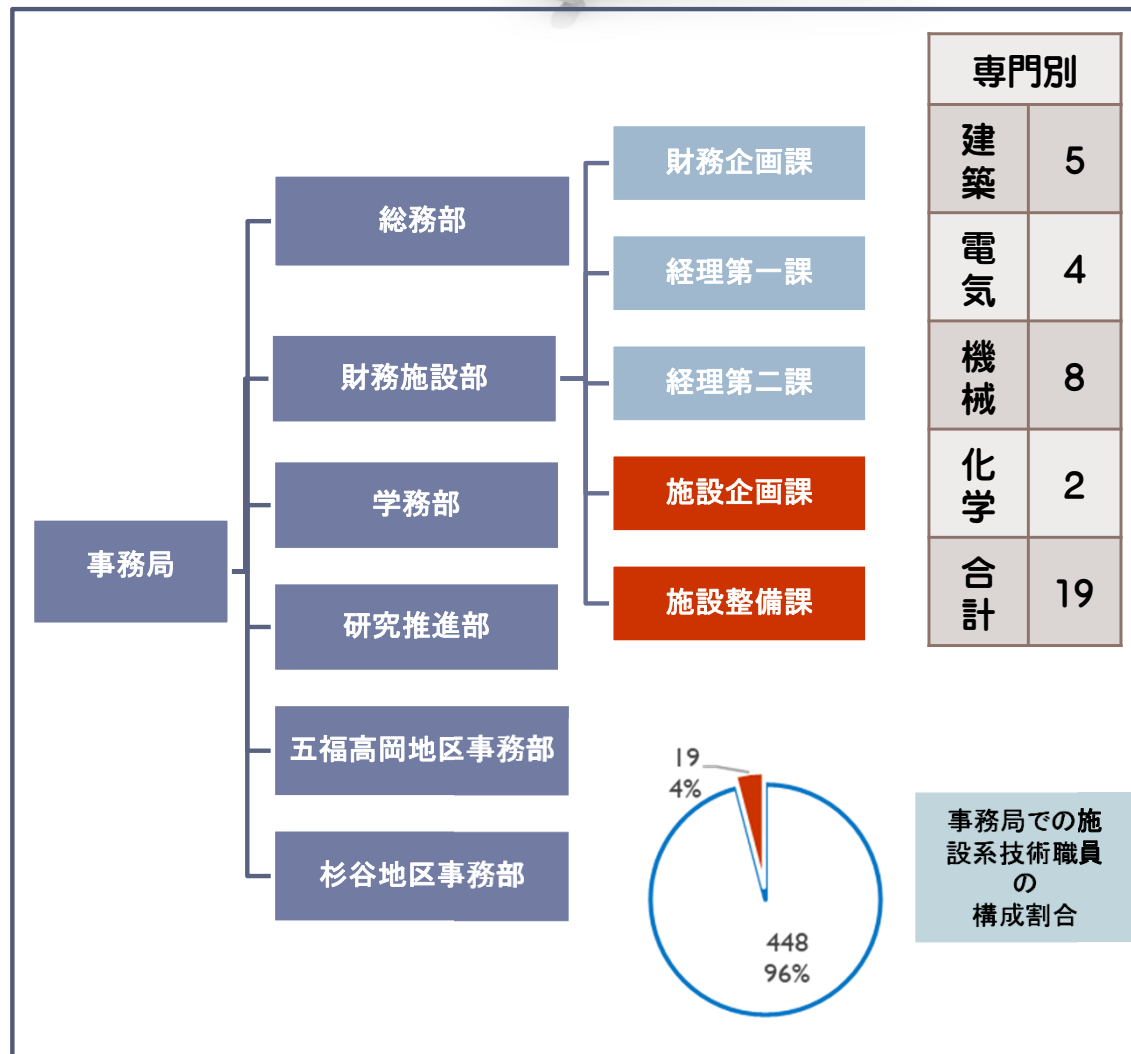 事務局
総務部
財務施設部
学務部
研究推進部
五福高岡地区事務部
杉谷地区事務部
財務企画課
経理第一課
経理第二課
施設企画課
施設整備課
専門別
建築 5
電気 4
機械 8
化学 2
合計 19
19
4%
448
96%
事務局での施
設系技術職員
の
構成割合